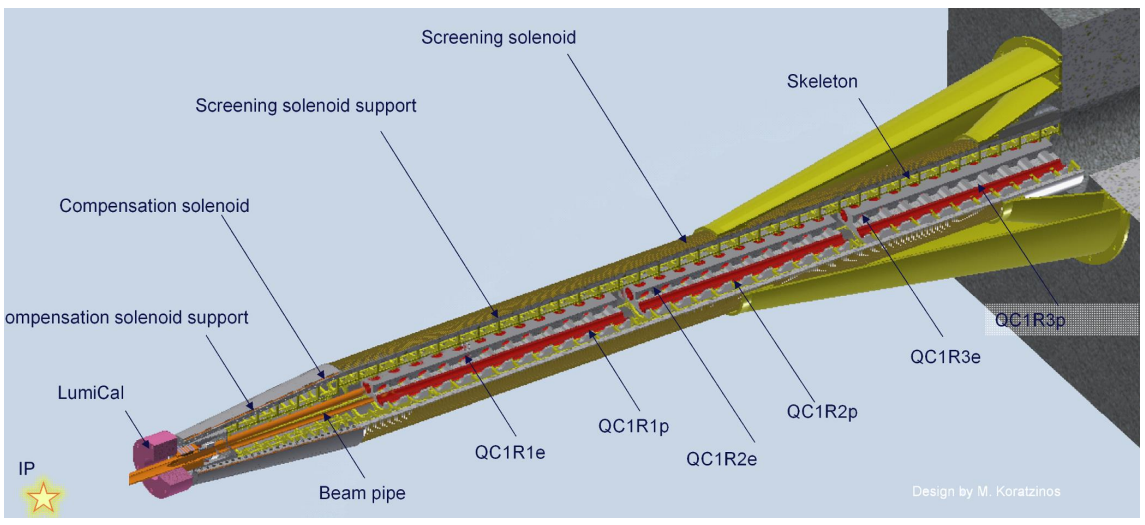 Screening solenoid
Skeleton
Screening solenoid support
Compensation solenoid
ompensation solenoid support
LumiCal
IP
Beam pipe
QC1R1e
QC1R1p
QC1R2e
QC1R2p
QC1R3e
QC1R3p
Design by M. Koratzinos